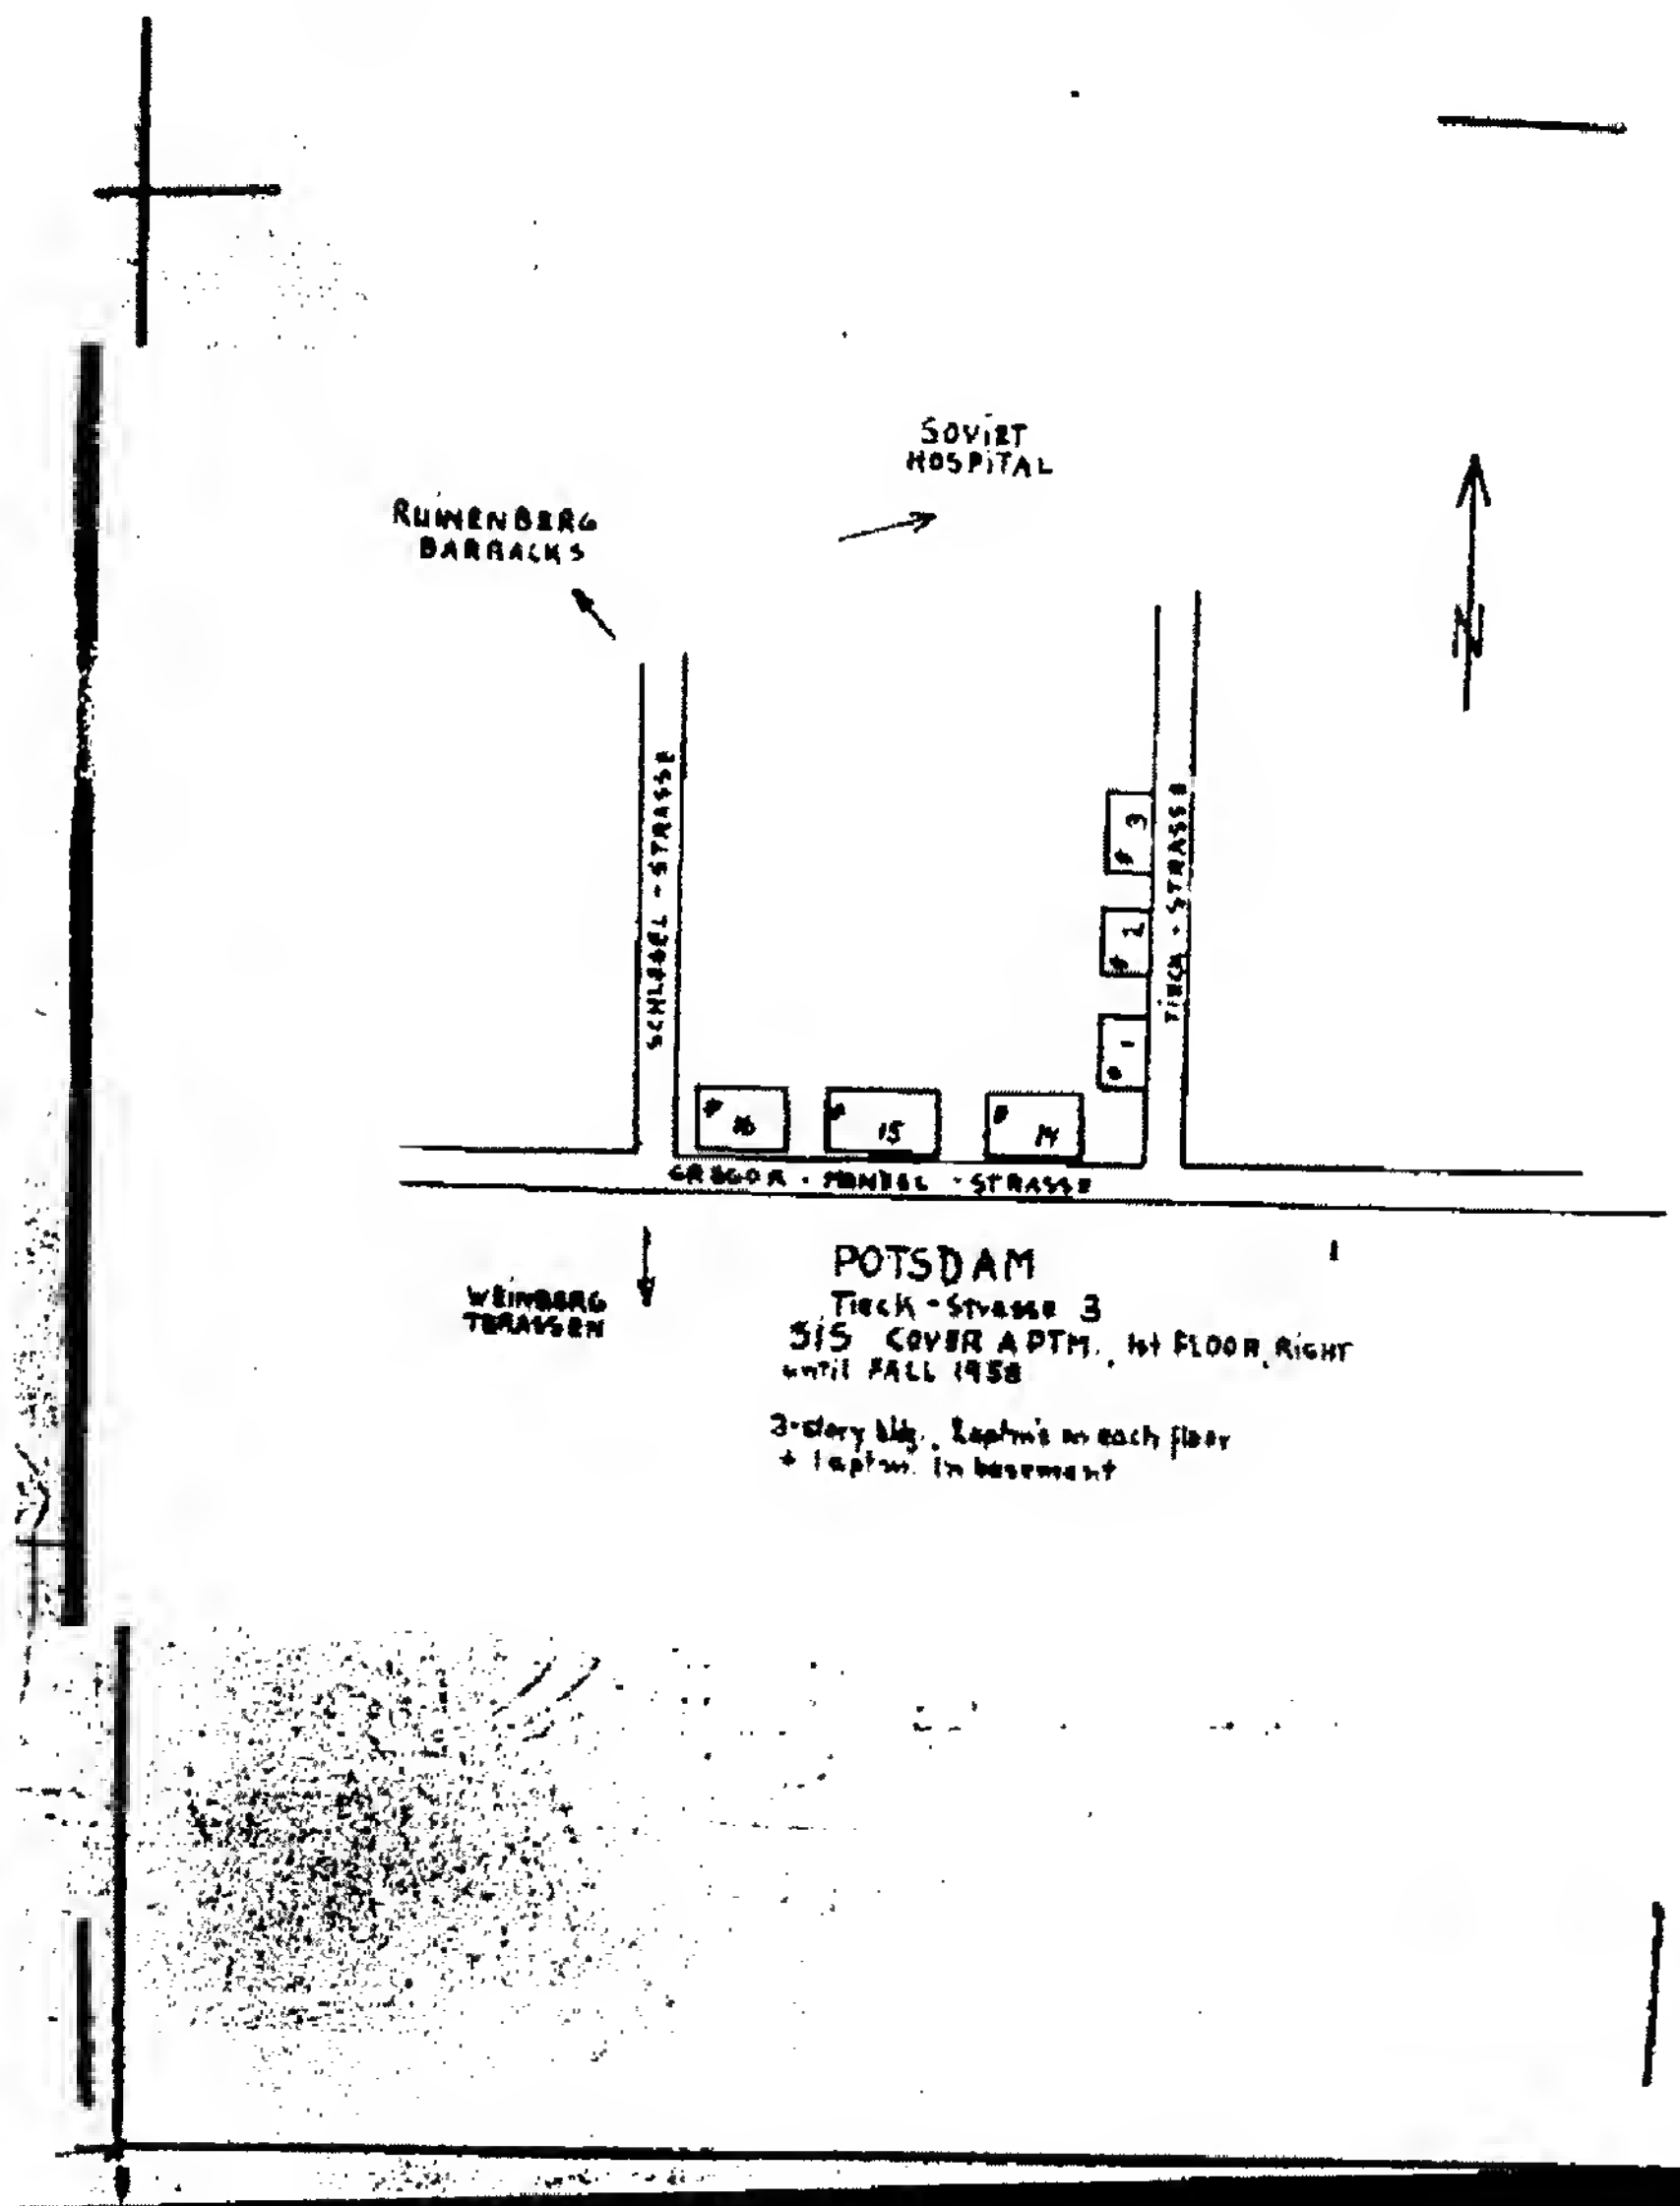 SOVIET
HOSPITAL
RUINENBERG
BARRACKS
N
SCHLEGEL - STRASSE
TIECK - STRASSE
# 3
# 2
# 1
# 16
# 15
# 14
GREGOR - MENDEL - STRASSE
WEINBERG
TERASSEN
POTSDAM
Tieck - Strasse 3
SIS COVER APTM., 1st FLOOR, RIGHT
until FALL 1958
3-story bldg. 2 aptm's on each floor
+ 1 aptm. in basement